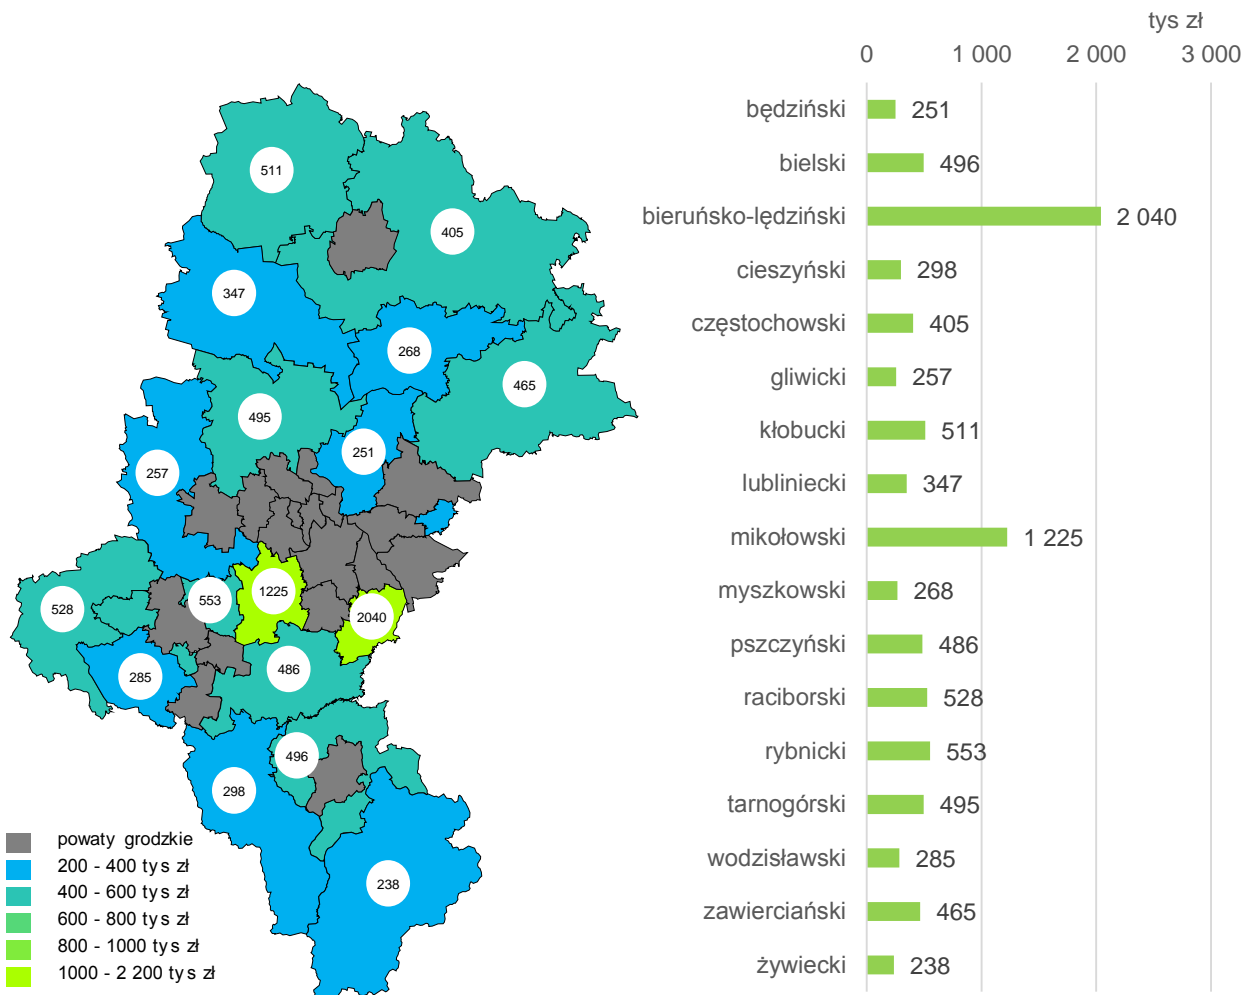 511
405
347
268
465
495
251
257
553
1225
528
2040
486
285
496
298
238
powaty grodzkie
200 - 400 tys zł
400 - 600 tys zł
600 - 800 tys zł
800 - 1000 tys zł
1000 - 2 200 tys zł
tys zł
0 1 000 2 000 3 000
będziński 251
bielski 496
bieruńsko-lędziński 2 040
cieszyński 298
częstochowski 405
gliwicki 257
kłobucki 511
lubliniecki 347
mikołowski 1 225
myszkowski 268
pszczyński 486
raciborski 528
rybnicki 553
tarnogórski 495
wodzisławski 285
zawierciański 465
żywiecki 238